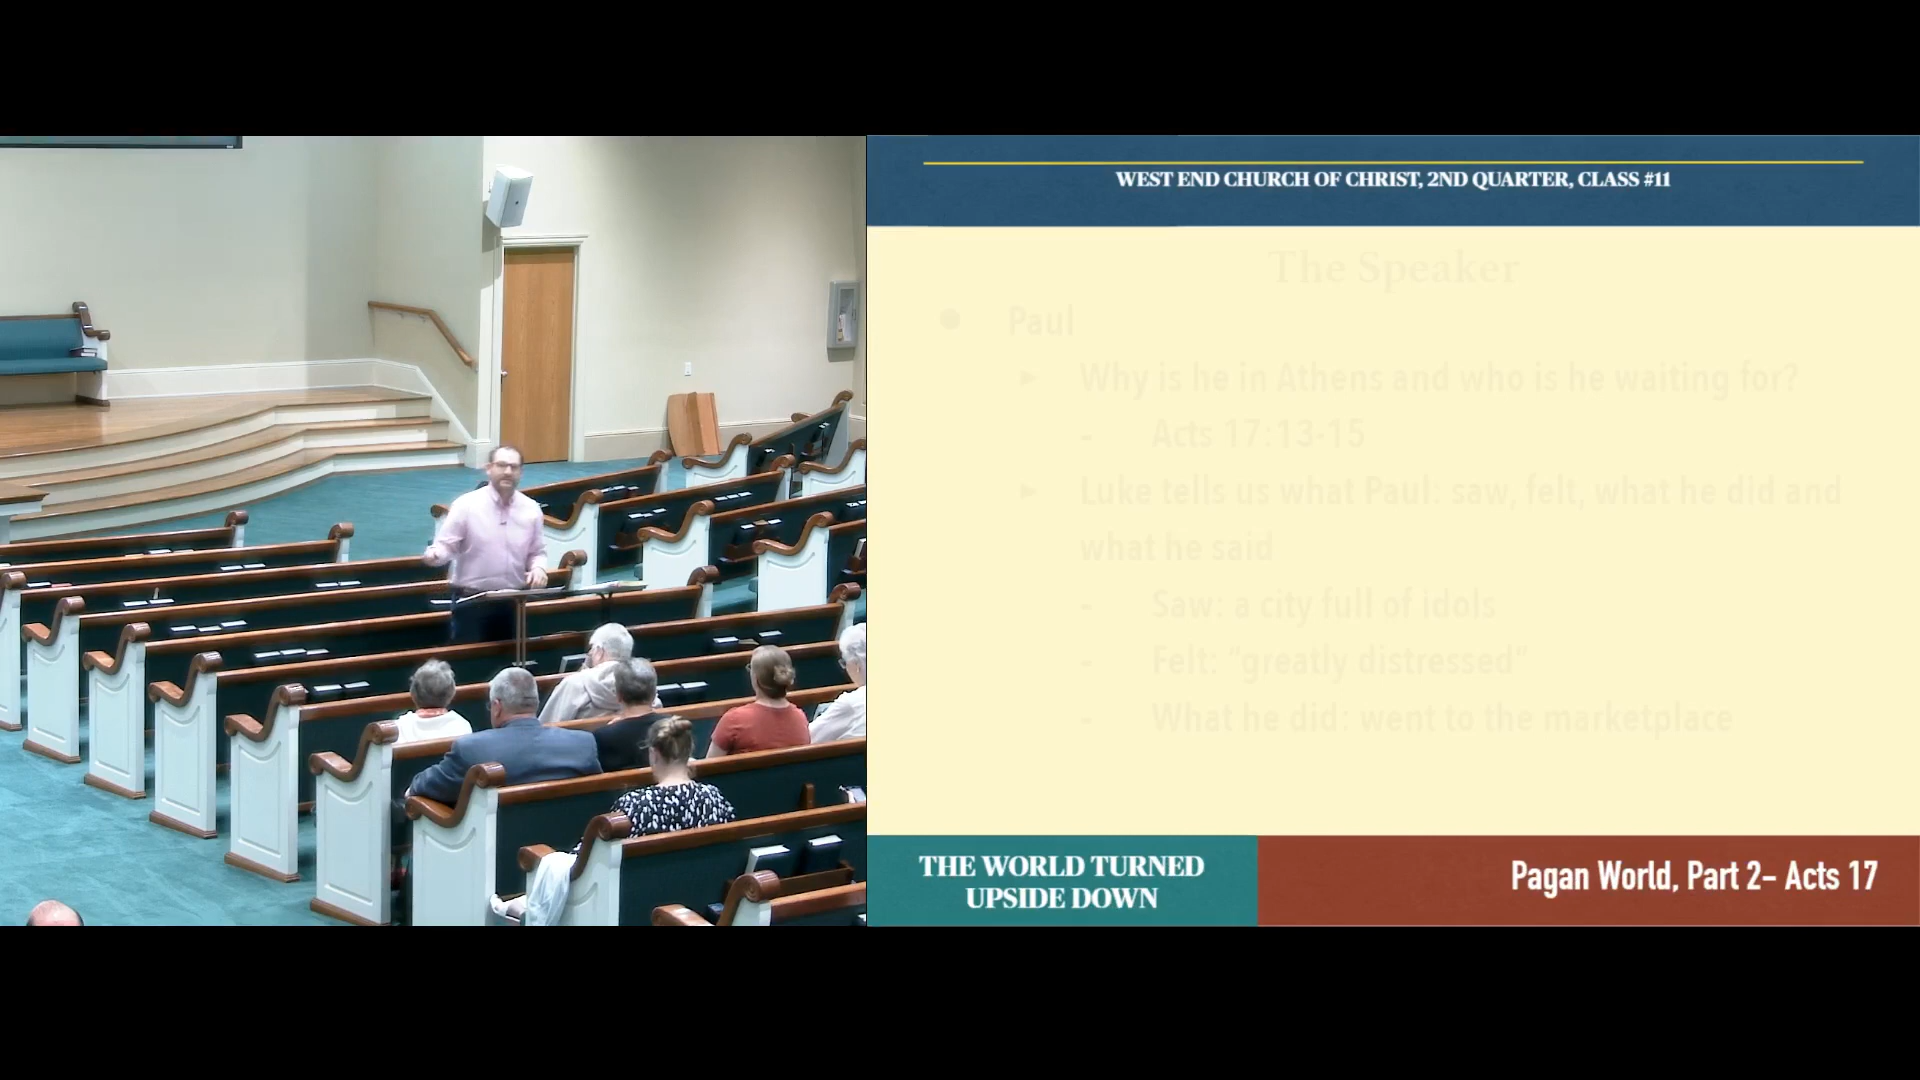 WEST END CHURCH OF CHRIST, 2ND QUARTER, CLASS #11
The Speaker
● Paul
▸ Why is he in Athens and who is he waiting for?
- Acts 17:13-15
▸ Luke tells us what Paul: saw, felt, what he did and
what he said
- Saw: a city full of idols
- Felt: “greatly distressed”
- What he did: went to the marketplace
THE WORLD TURNED
UPSIDE DOWN
Pagan World, Part 2– Acts 17